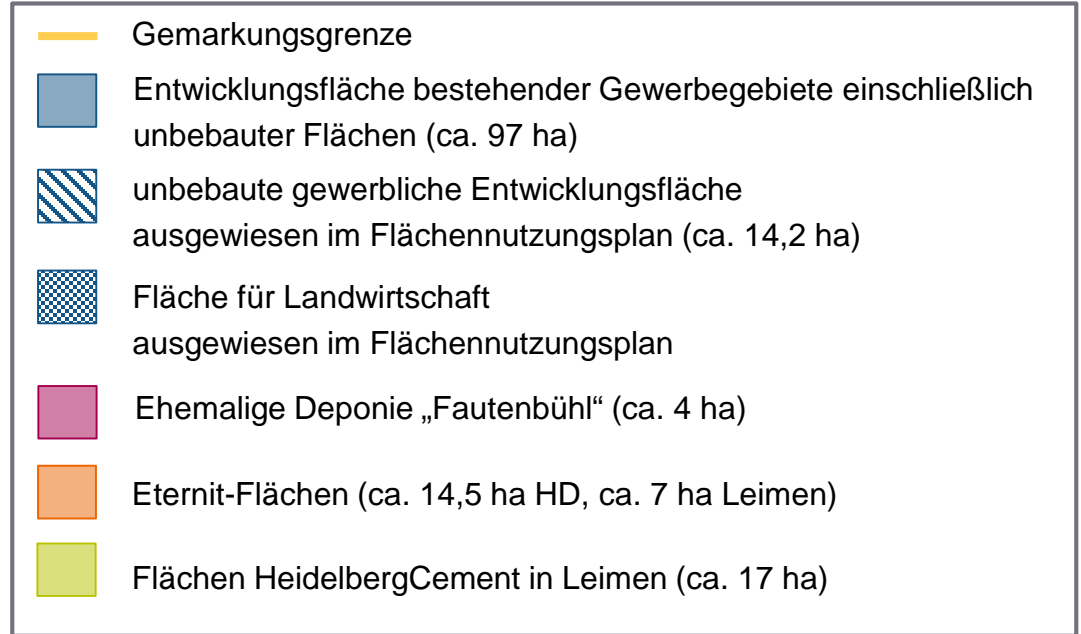 Gemarkungsgrenze
Entwicklungsfläche bestehender Gewerbegebiete einschließlich
unbebauter Flächen (ca. 97 ha)
unbebaute gewerbliche Entwicklungsfläche
ausgewiesen im Flächennutzungsplan (ca. 14,2 ha)
Fläche für Landwirtschaft
ausgewiesen im Flächennutzungsplan
Ehemalige Deponie „Fautenbühl“ (ca. 4 ha)
Eternit-Flächen (ca. 14,5 ha HD, ca. 7 ha Leimen)
Flächen HeidelbergCement in Leimen (ca. 17 ha)